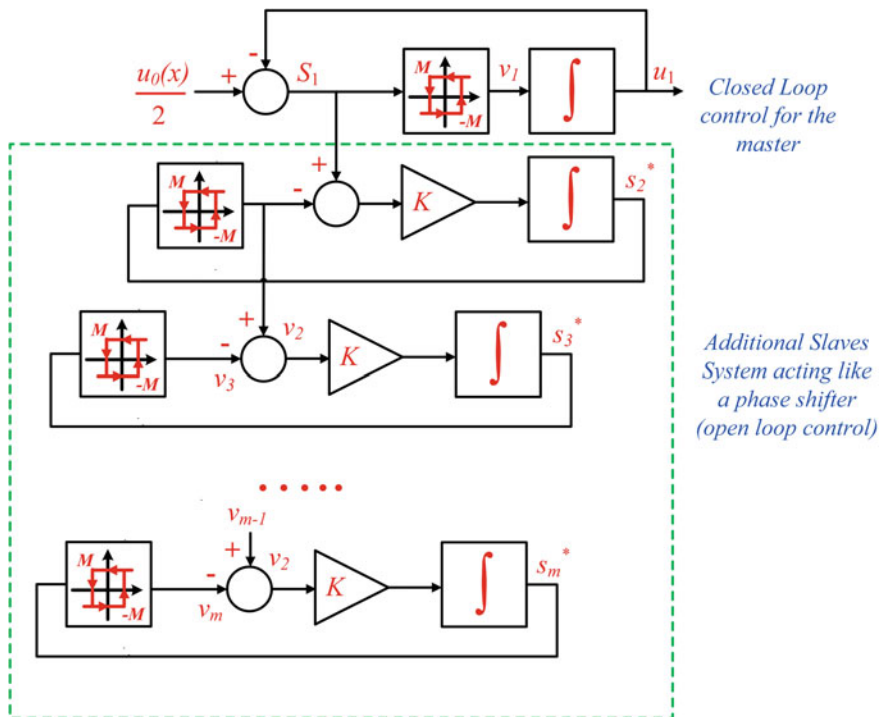 u₀(x)
2
+
-
S₁
M
-M
v₁
∫
u₁
Closed Loop
control for the
master
M
-M
-
+
K
∫
s₂*
M
-M
-
+
v₃
v₂
K
∫
s₃*
Additional Slaves
System acting like
a phase shifter
(open loop control)
.....
vₘ₋₁
M
-M
-
+
vₘ
v₂
K
∫
sₘ*